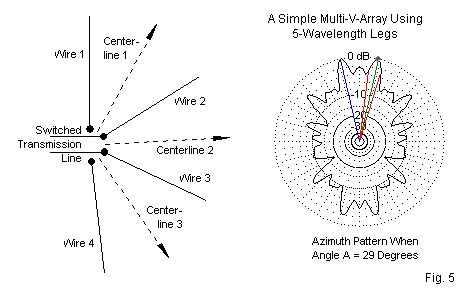 A Simple Multi-V-Array Using
5-Wavelength Legs
Center-
line 1
Wire 1
Wire 2
Switched
Transmission
Line
Centerline 2
Wire 3
Center-
line 3
Wire 4
0 dB
-10
Azimuth Pattern When
Angle A = 29 Degrees
Fig. 5